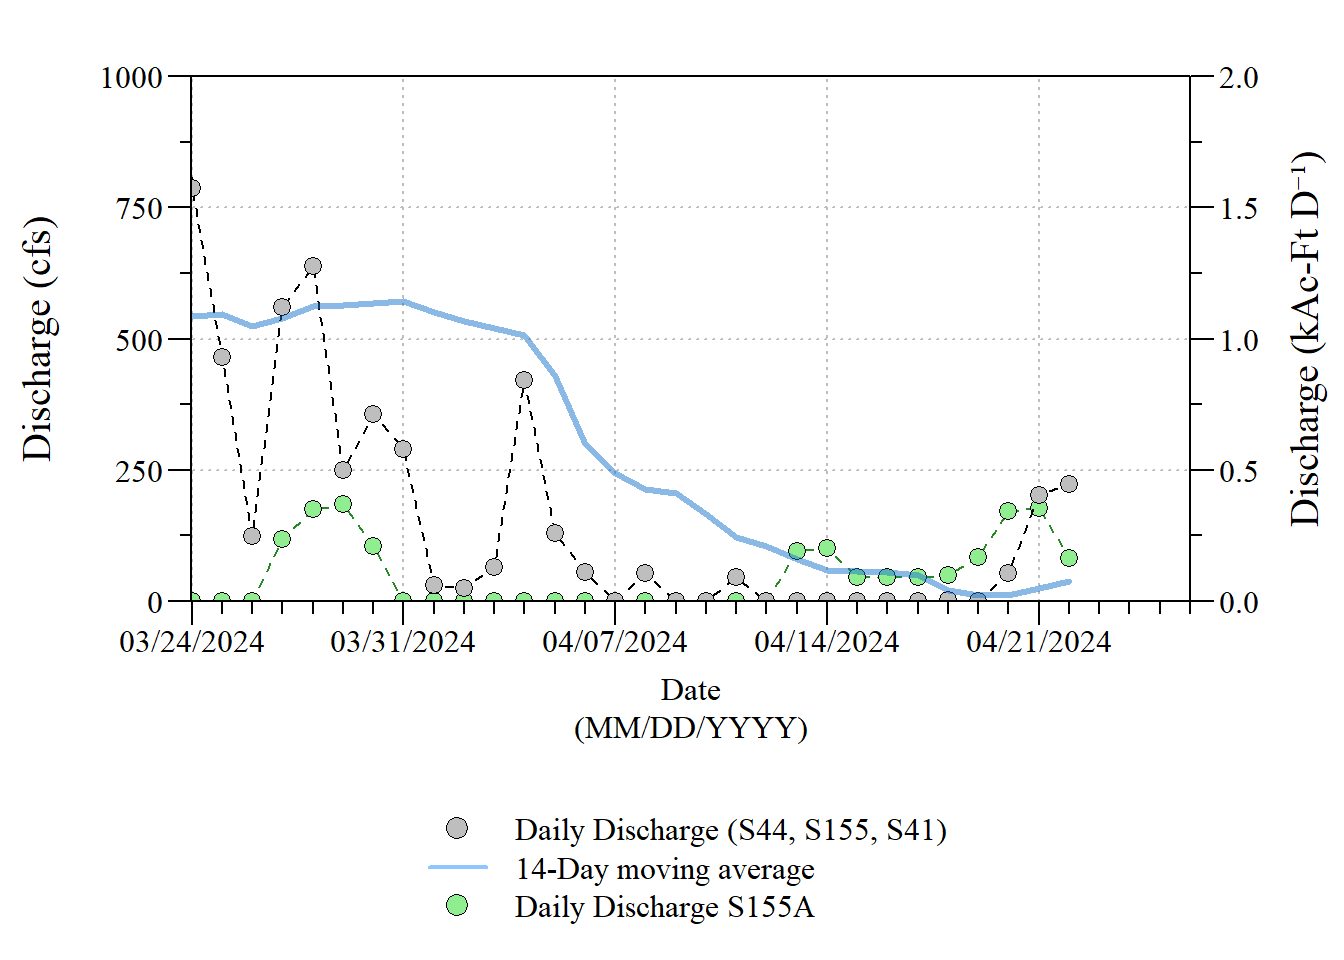 1000
750
500
250
0
Discharge (cfs)
2.0
1.5
1.0
0.5
0.0
Discharge (kAc-Ft D⁻¹)
03/24/2024
03/31/2024
04/07/2024
04/14/2024
04/21/2024
Date
(MM/DD/YYYY)
Daily Discharge (S44, S155, S41)
14-Day moving average
Daily Discharge S155A